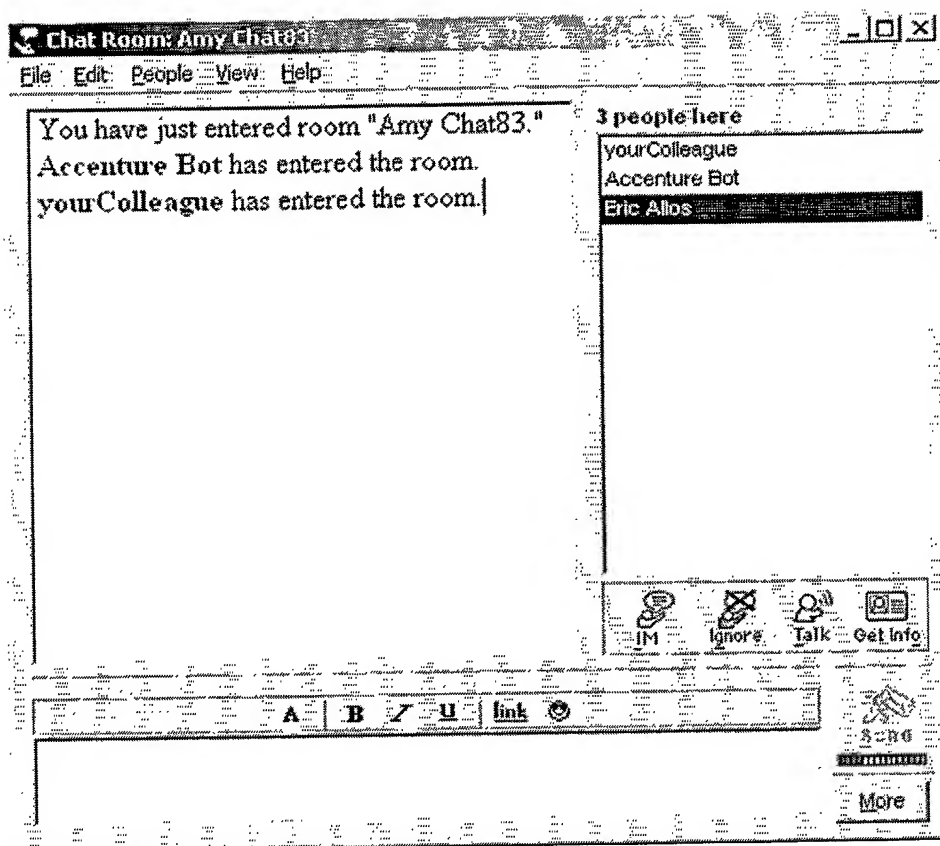 Chat Room: Amy Chat83
File Edit People View Help
You have just entered room "Amy Chat83."
Accenture Bot has entered the room.
yourColleague has entered the room.
3 people here
yourColleague
Accenture Bot
Eric Allos
IM Ignore Talk Get Info
A B I U link
Send
More